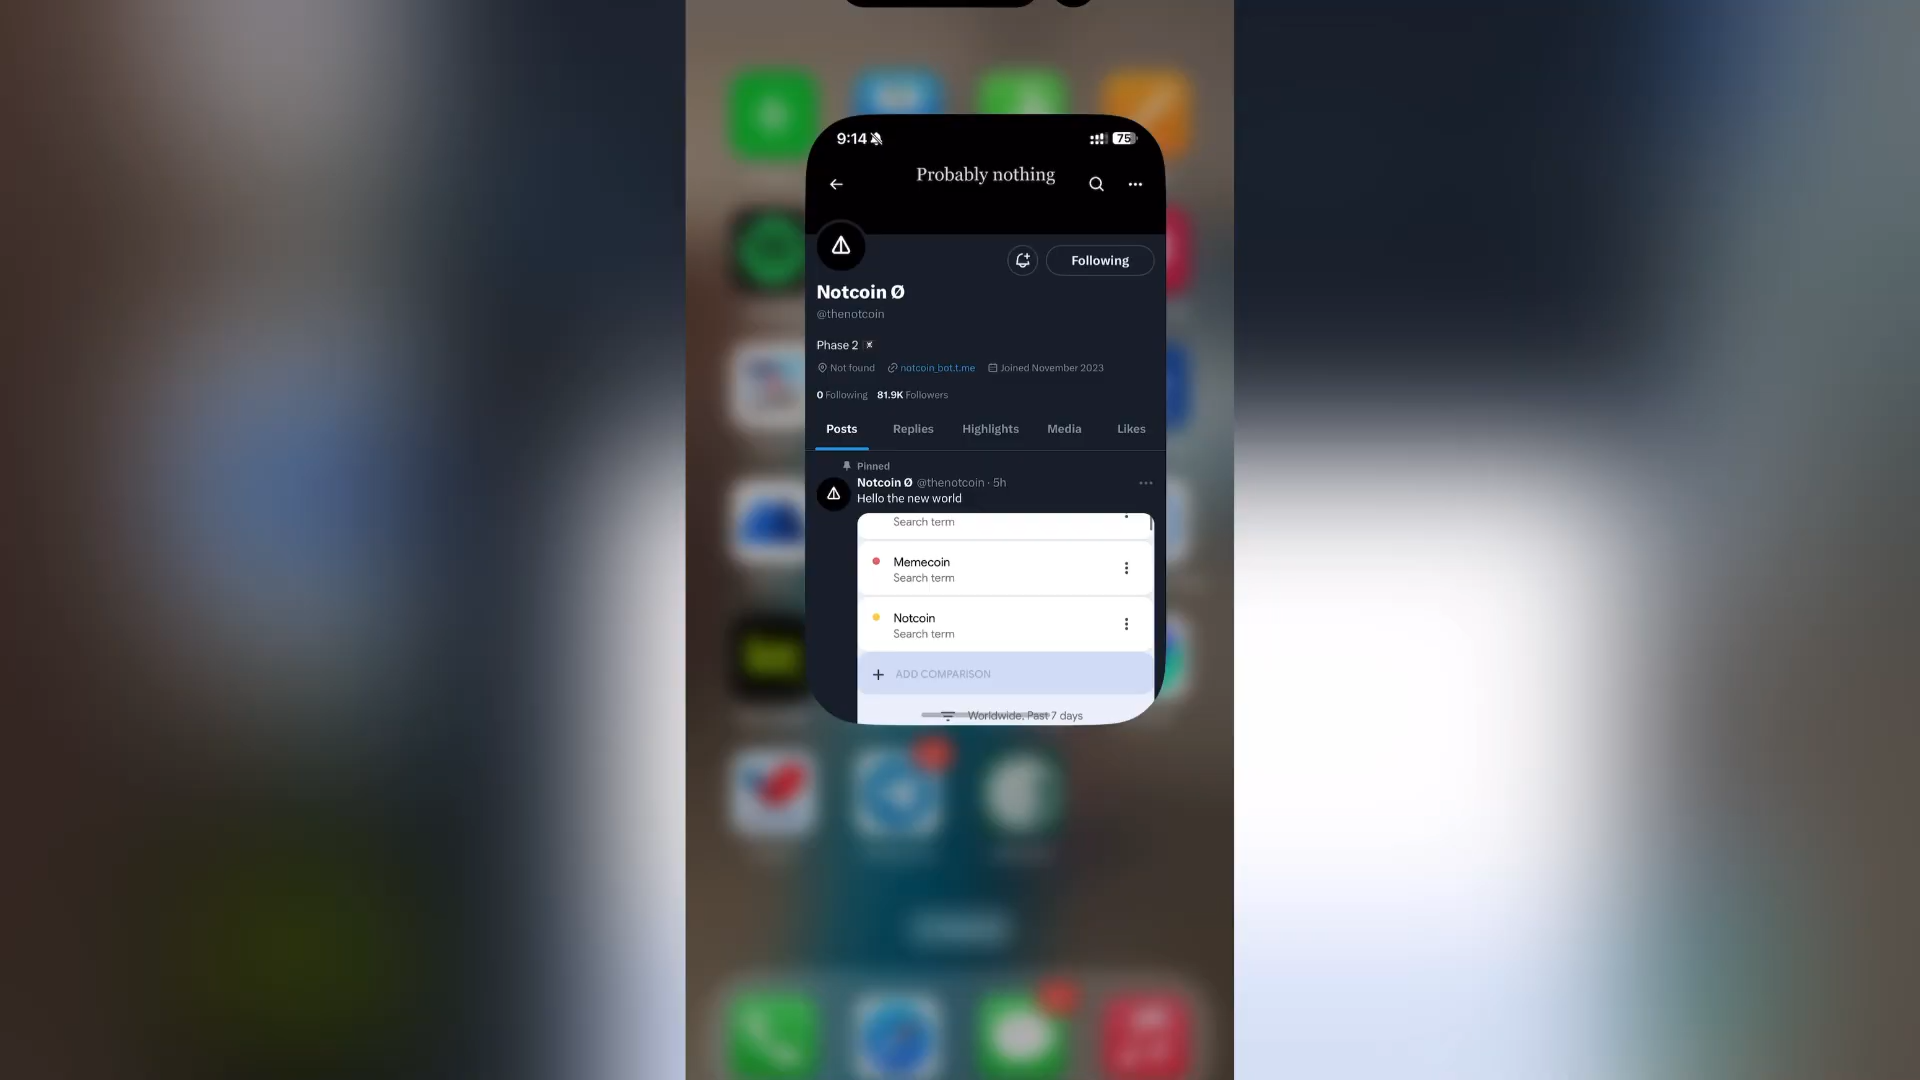 9:14
75
Probably nothing
Following
Notcoin Ø
@thenotcoin
Phase 2
Not found notcoin_bot.t.me Joined November 2023
0 Following 81.9K Followers
Posts Replies Highlights Media Likes
Pinned
Notcoin Ø @thenotcoin · 5h
Hello the new world
Search term
Memecoin
Search term
Notcoin
Search term
+ ADD COMPARISON
Worldwide, Past 7 days